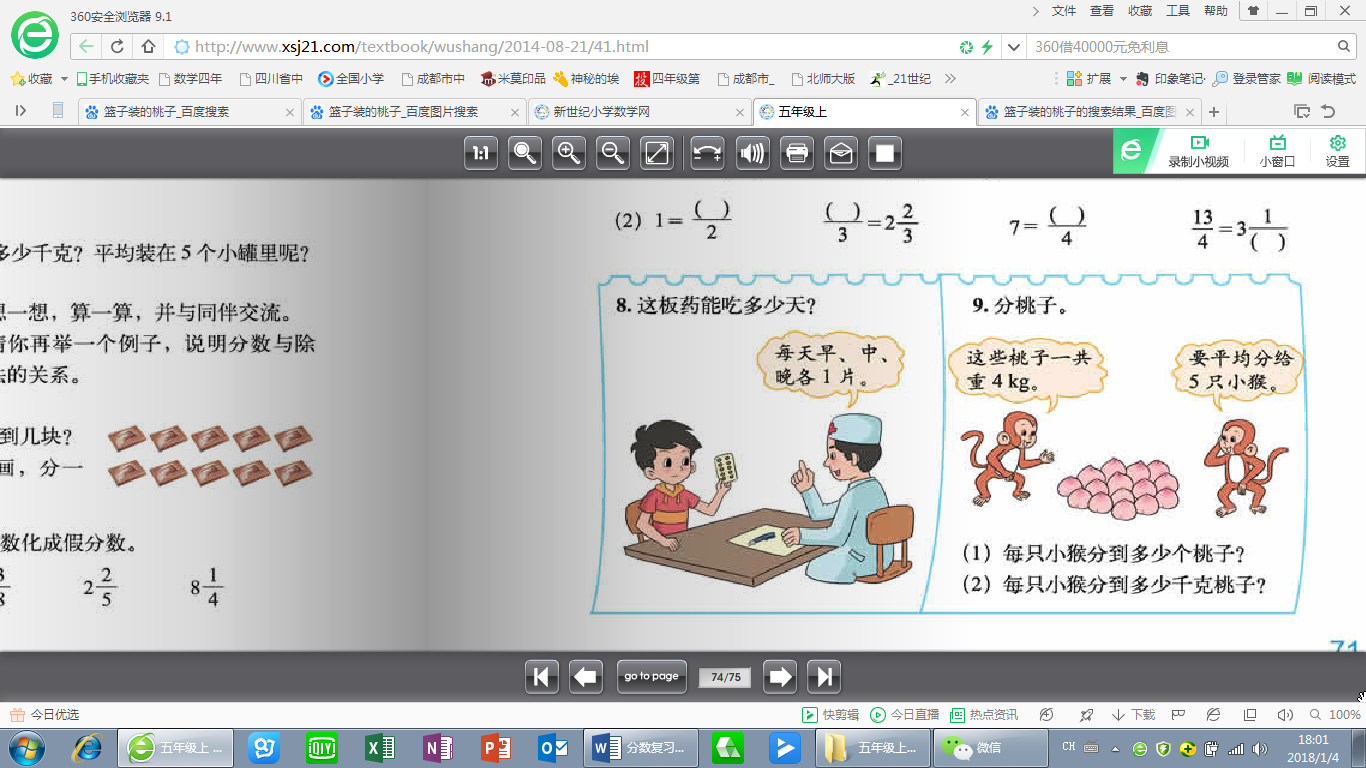 360安全浏览器 9.1
文件 查看 收藏 工具 帮助
http://www.xsj21.com/textbook/wushang/2014-08-21/41.html
360借40000元免利息
收藏 手机收藏夹 数学四年 四川省中 全国小学 成都市中 米莫印品 神秘的埃 四年级第 成都市_ 北师大版 _21世纪 扩展 印象笔记· 登录管家 阅读模式
篮子装的桃子_百度搜索
篮子装的桃子_百度图片搜索
新世纪小学数学网
五年级上
篮子装的桃子的搜索结果_百度图
1:1
录制小视频
小窗口
设置
多少千克？平均装在 5 个小罐里呢？
想一想，算一算，并与同伴交流。
请你再举一个例子，说明分数与除
法的关系。
到几块？
画，分一
数化成假分数。
3/8 2 2/5 8 1/4
（2）1＝( )/2 ( )/3＝2 2/3 7＝( )/4 13/4＝3 1/( )
8. 这板药能吃多少天？
每天早、中、
晚各 1 片。
9. 分桃子。
这些桃子一共
重 4 kg。
要平均分给
5 只小猴。
（1）每只小猴分到多少个桃子？
（2）每只小猴分到多少千克桃子？
71
go to page
74/75
今日优选
快剪辑 今日直播 热点资讯 下载 100%
五年级上 ...
QIY
分数复习...
五年级上...
微信
CH
18:01
2018/1/4